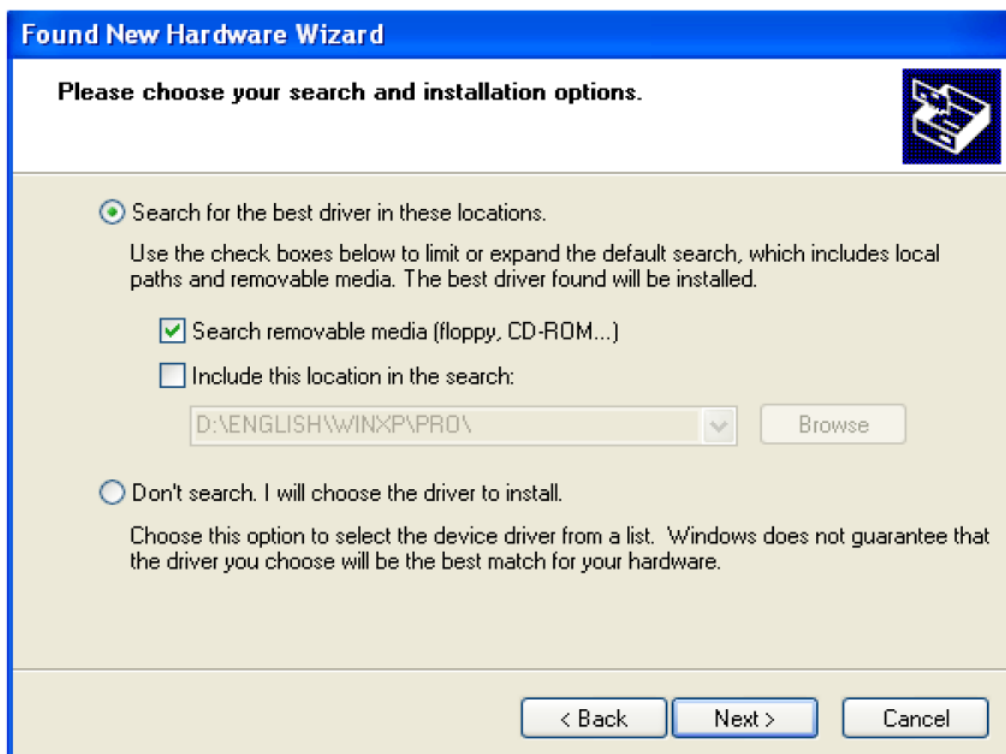 Found New Hardware Wizard
Please choose your search and installation options.
Search for the best driver in these locations.
Use the check boxes below to limit or expand the default search, which includes local
paths and removable media. The best driver found will be installed.
Search removable media (floppy, CD-ROM...)
Include this location in the search:
D:\ENGLISH\WINXP\PRO\
Browse
Don't search. I will choose the driver to install.
Choose this option to select the device driver from a list.  Windows does not guarantee that
the driver you choose will be the best match for your hardware.
< Back
Next >
Cancel